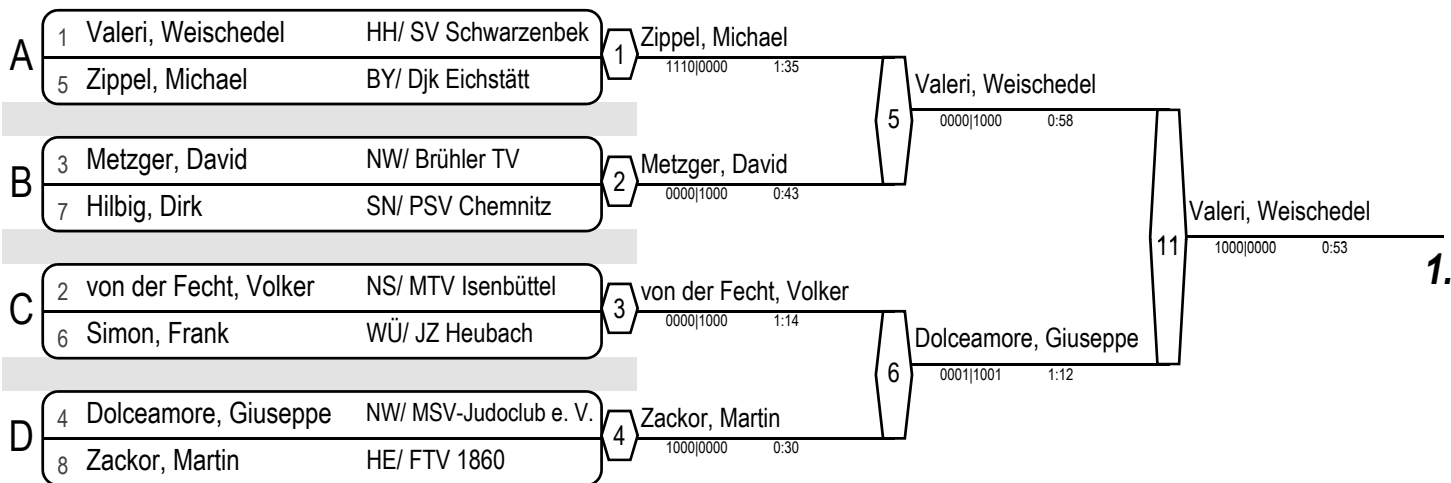 A
1 Valeri, Weischedel HH/ SV Schwarzenbek
5 Zippel, Michael BY/ Djk Eichstätt
1
Zippel, Michael
1110|0000 1:35
B
3 Metzger, David NW/ Brühler TV
7 Hilbig, Dirk SN/ PSV Chemnitz
2
Metzger, David
0000|1000 0:43
5
Valeri, Weischedel
0000|1000 0:58
C
2 von der Fecht, Volker NS/ MTV Isenbüttel
6 Simon, Frank WÜ/ JZ Heubach
3
von der Fecht, Volker
0000|1000 1:14
D
4 Dolceamore, Giuseppe NW/ MSV-Judoclub e. V.
8 Zackor, Martin HE/ FTV 1860
4
Zackor, Martin
1000|0000 0:30
6
Dolceamore, Giuseppe
0001|1001 1:12
11
Valeri, Weischedel
1000|0000 0:53
1.